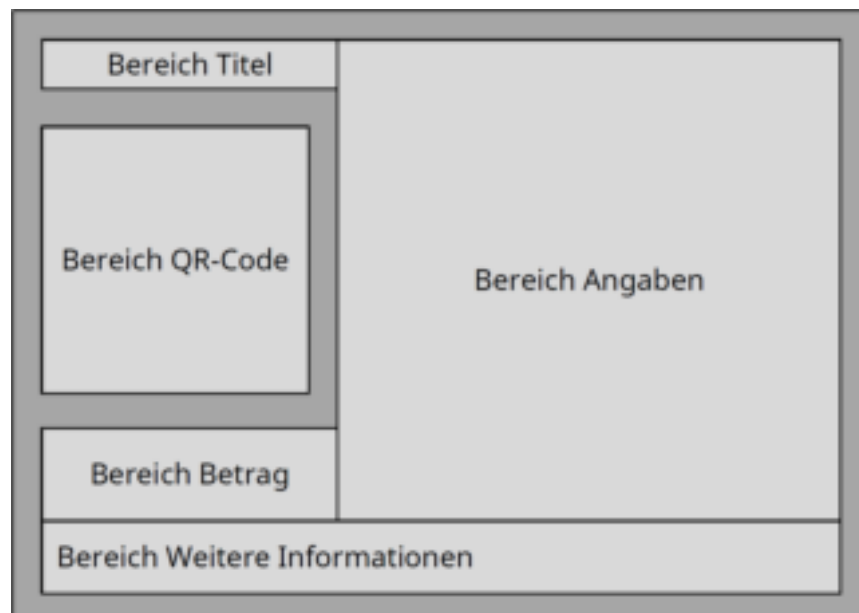 Bereich Titel
Bereich QR-Code
Bereich Angaben
Bereich Betrag
Bereich Weitere Informationen